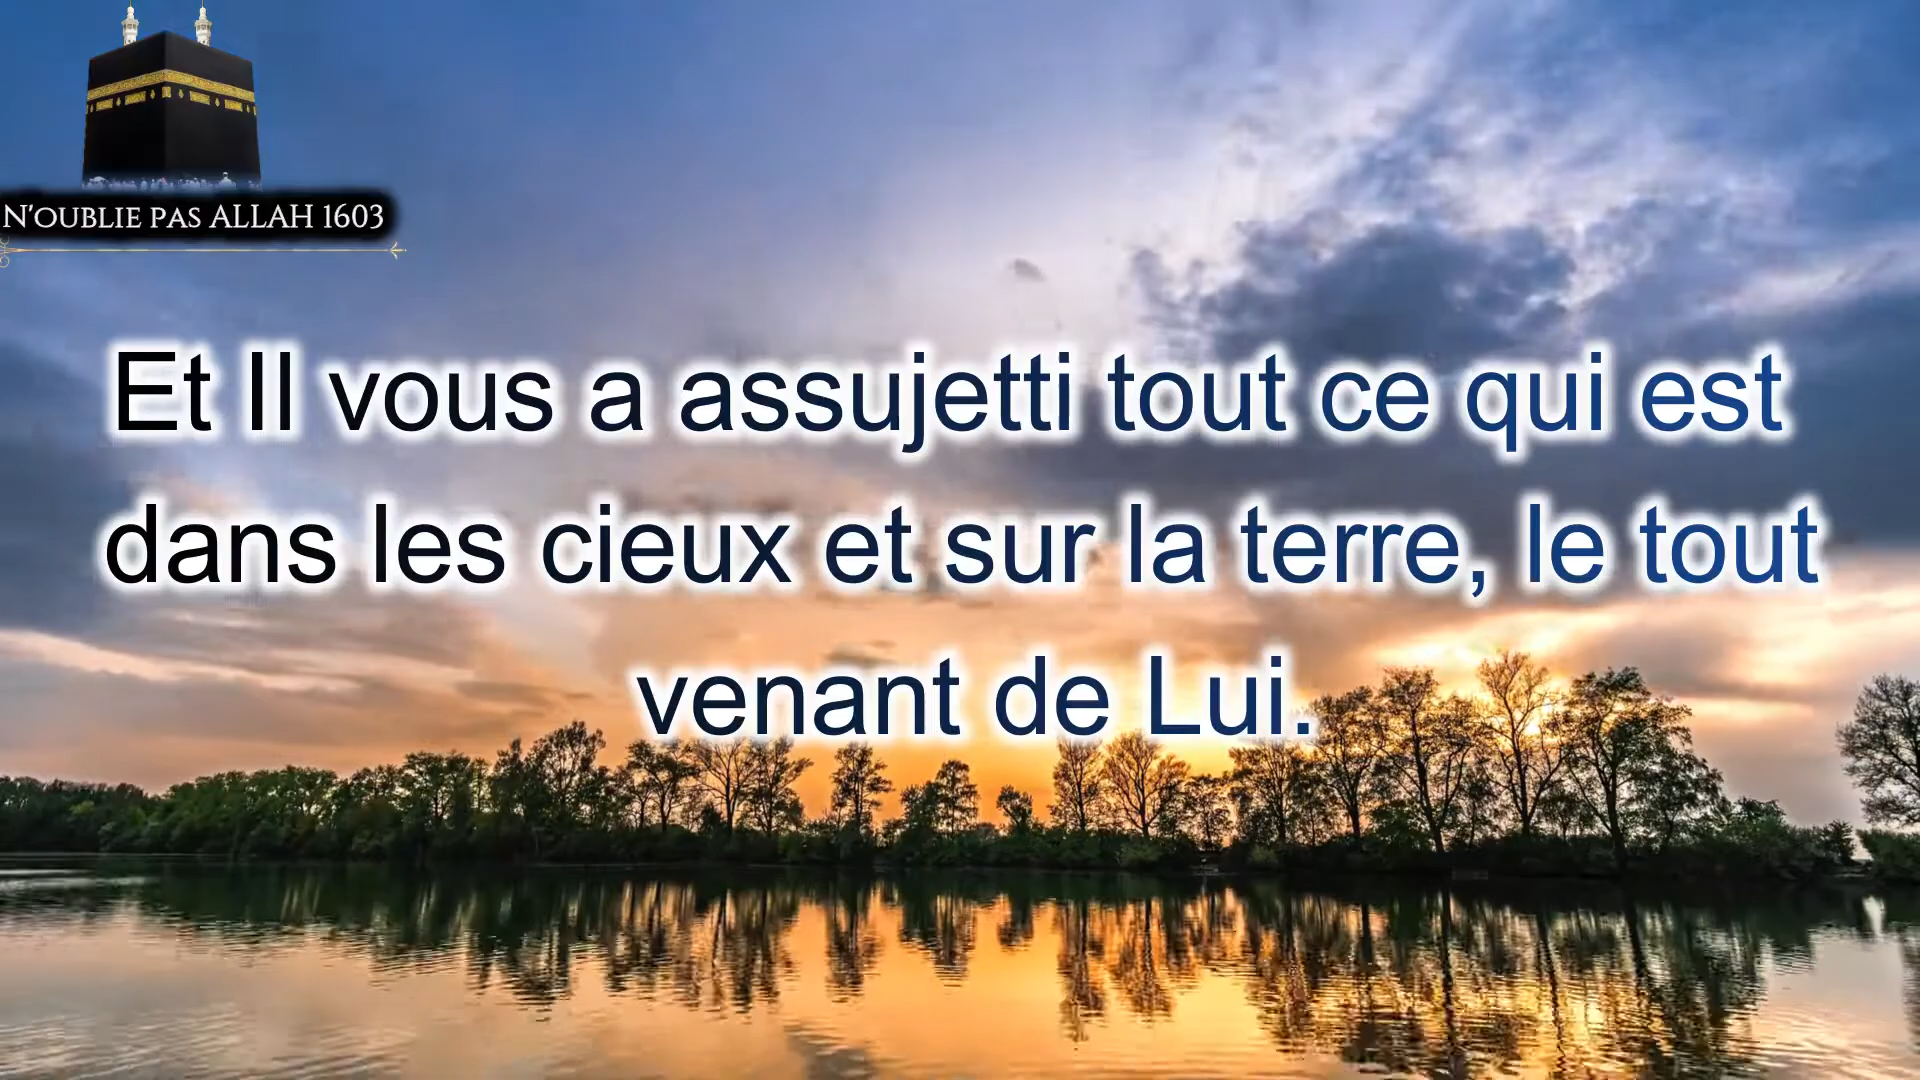 N'OUBLIE PAS ALLAH 1603
Et Il vous a assujetti tout ce qui est
dans les cieux et sur la terre, le tout
venant de Lui.